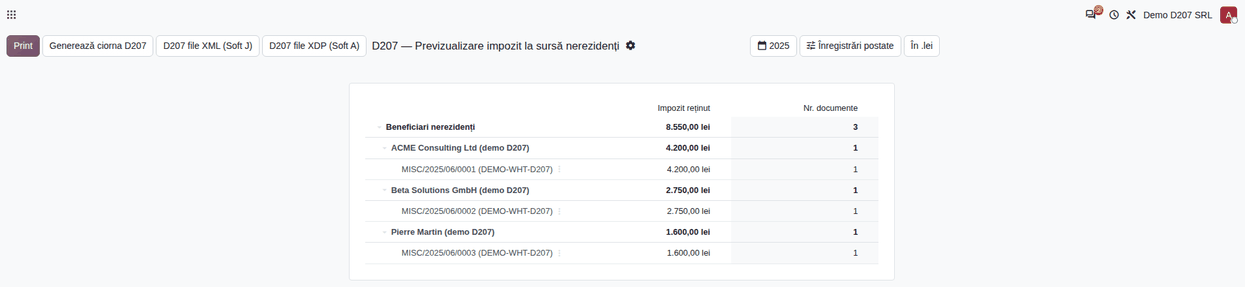 Demo D207 SRL A
Print Generează ciorna D207 D207 file XML (Soft J) D207 file XDP (Soft A) D207 — Previzualizare impozit la sursă nerezidenți 2025 Înregistrări postate În .lei
Impozit reținut Nr. documente
Beneficiari nerezidenți 8.550,00 lei 3
ACME Consulting Ltd (demo D207) 4.200,00 lei 1
MISC/2025/06/0001 (DEMO-WHT-D207) 4.200,00 lei 1
Beta Solutions GmbH (demo D207) 2.750,00 lei 1
MISC/2025/06/0002 (DEMO-WHT-D207) 2.750,00 lei 1
Pierre Martin (demo D207) 1.600,00 lei 1
MISC/2025/06/0003 (DEMO-WHT-D207) 1.600,00 lei 1